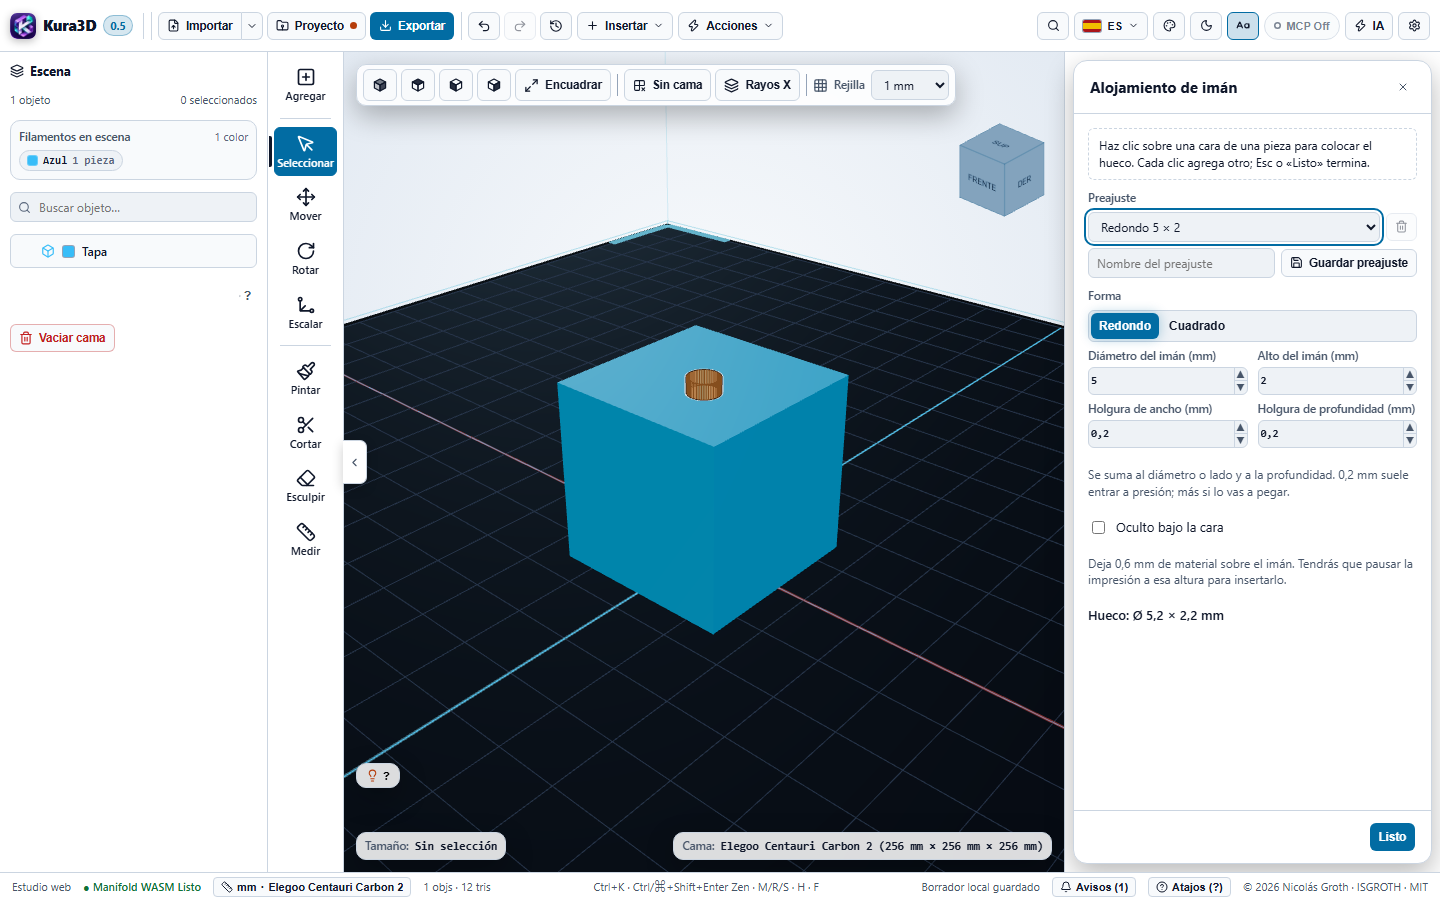 Kura3D 0.5 Importar Proyecto Exportar Insertar Acciones ES Aa MCP Off IA
Escena
1 objeto 0 seleccionados
Filamentos en escena 1 color
Azul 1 pieza
Buscar objeto...
Tapa
?
Vaciar cama
Agregar
Seleccionar
Mover
Rotar
Escalar
Pintar
Cortar
Esculpir
Medir
Encuadrar Sin cama Rayos X Rejilla 1 mm
SUP
FRENTE DER
?
Tamaño: Sin selección
Cama: Elegoo Centauri Carbon 2 (256 mm × 256 mm × 256 mm)
Alojamiento de imán
Haz clic sobre una cara de una pieza para colocar el
hueco. Cada clic agrega otro; Esc o «Listo» termina.
Preajuste
Redondo 5 × 2
Nombre del preajuste Guardar preajuste
Forma
Redondo Cuadrado
Diámetro del imán (mm) Alto del imán (mm)
5 2
Holgura de ancho (mm) Holgura de profundidad (mm)
0,2 0,2
Se suma al diámetro o lado y a la profundidad. 0,2 mm suele
entrar a presión; más si lo vas a pegar.
Oculto bajo la cara
Deja 0,6 mm de material sobre el imán. Tendrás que pausar la
impresión a esa altura para insertarlo.
Hueco: Ø 5,2 × 2,2 mm
Listo
Estudio web ● Manifold WASM Listo mm · Elegoo Centauri Carbon 2 1 objs · 12 tris Ctrl+K · Ctrl/⌘+Shift+Enter Zen · M/R/S · H · F Borrador local guardado Avisos (1) Atajos (?) © 2026 Nicolás Groth · ISGROTH · MIT